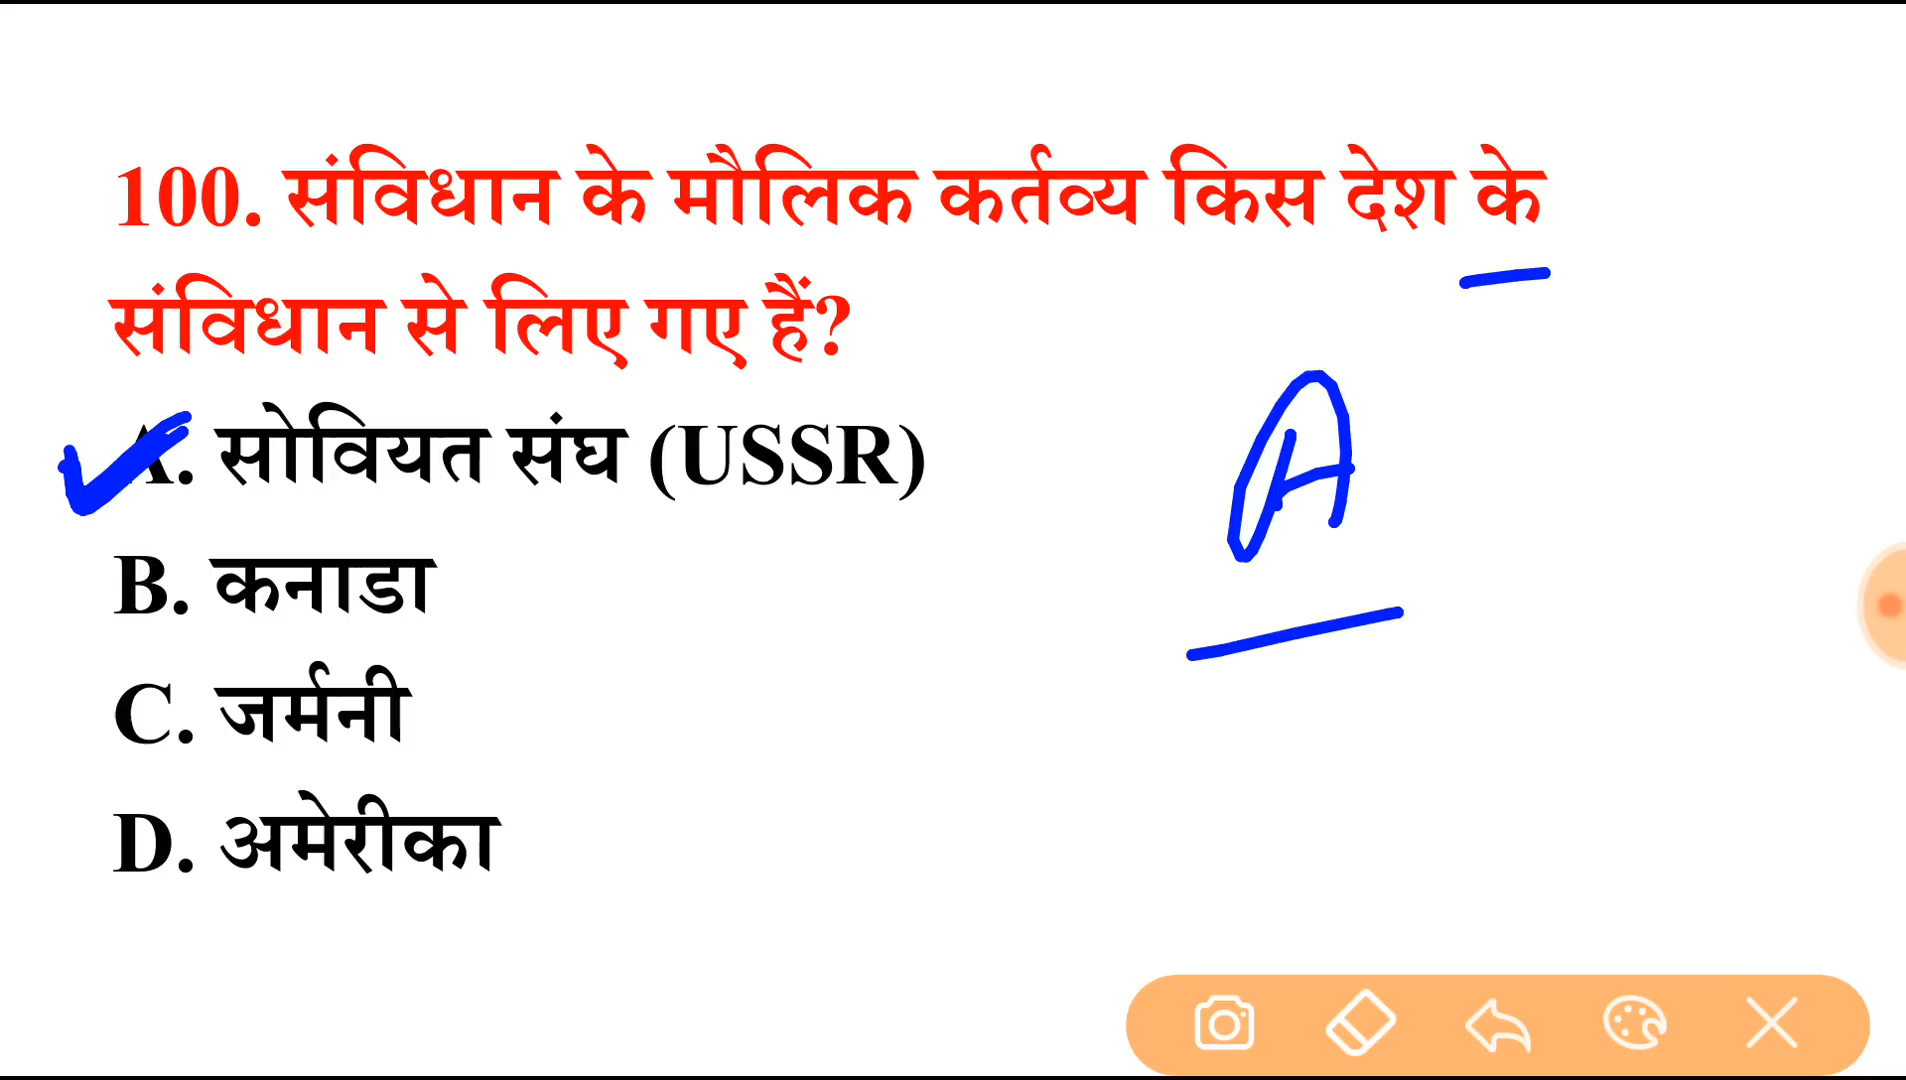 100. संविधान के मौलिक कर्तव्य किस देश के
संविधान से लिए गए हैं?
A. सोवियत संघ (USSR)
A
B. कनाडा
C. जर्मनी
D. अमेरीका